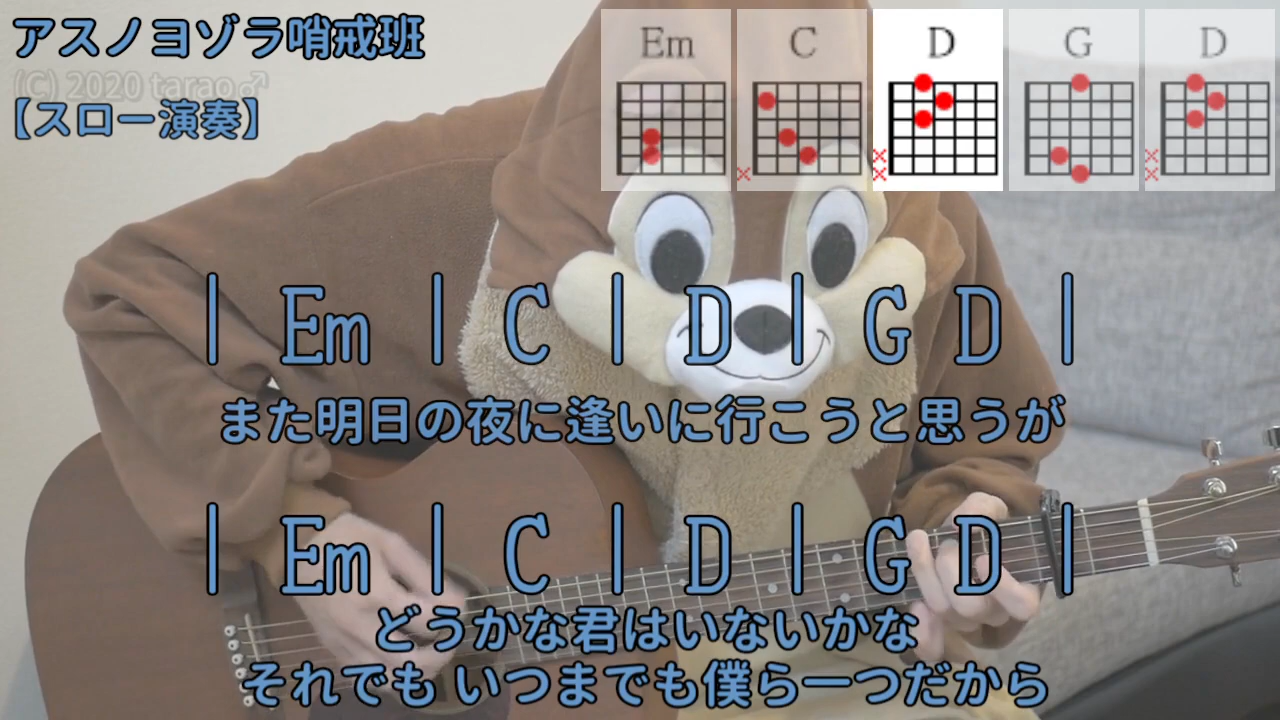 アスノヨゾラ哨戒班
(C) 2020 tarao♂
【スロー演奏】
Em C D G D
× × × × ×
| Em | C | D | G D |
また明日の夜に逢いに行こうと思うが
| Em | C | D | G D |
どうかな君はいないかな
それでも いつまでも僕ら一つだから